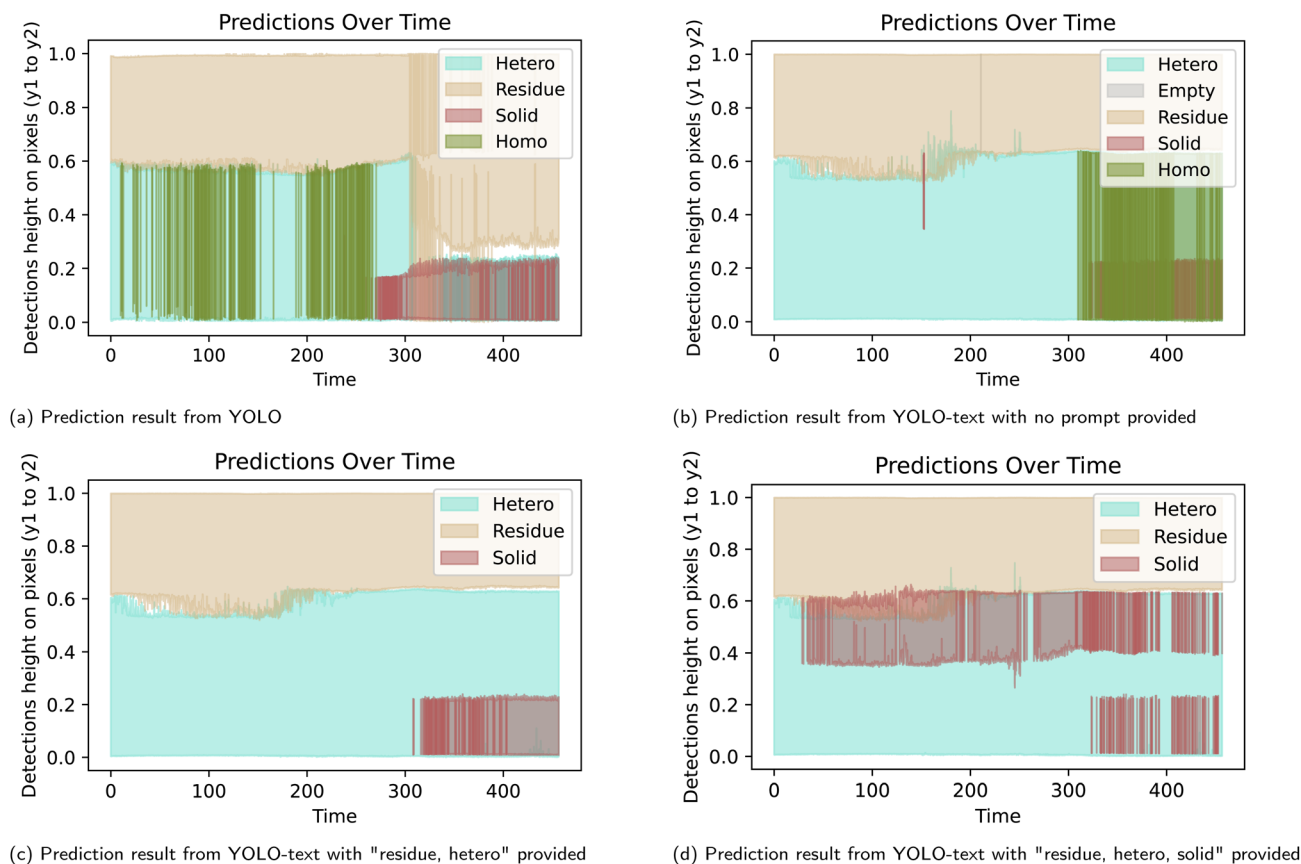 Predictions Over Time
Detections height on pixels (y1 to y2)
1.0
0.8
0.6
0.4
0.2
0.0
0 100 200 300 400
Time
Hetero
Residue
Solid
Homo
(a) Prediction result from YOLO
Predictions Over Time
Detections height on pixels (y1 to y2)
1.0
0.8
0.6
0.4
0.2
0.0
0 100 200 300 400
Time
Hetero
Empty
Residue
Solid
Homo
(b) Prediction result from YOLO-text with no prompt provided
Predictions Over Time
Detections height on pixels (y1 to y2)
1.0
0.8
0.6
0.4
0.2
0.0
0 100 200 300 400
Time
Hetero
Residue
Solid
(c) Prediction result from YOLO-text with "residue, hetero" provided
Predictions Over Time
Detections height on pixels (y1 to y2)
1.0
0.8
0.6
0.4
0.2
0.0
0 100 200 300 400
Time
Hetero
Residue
Solid
(d) Prediction result from YOLO-text with "residue, hetero, solid" provided